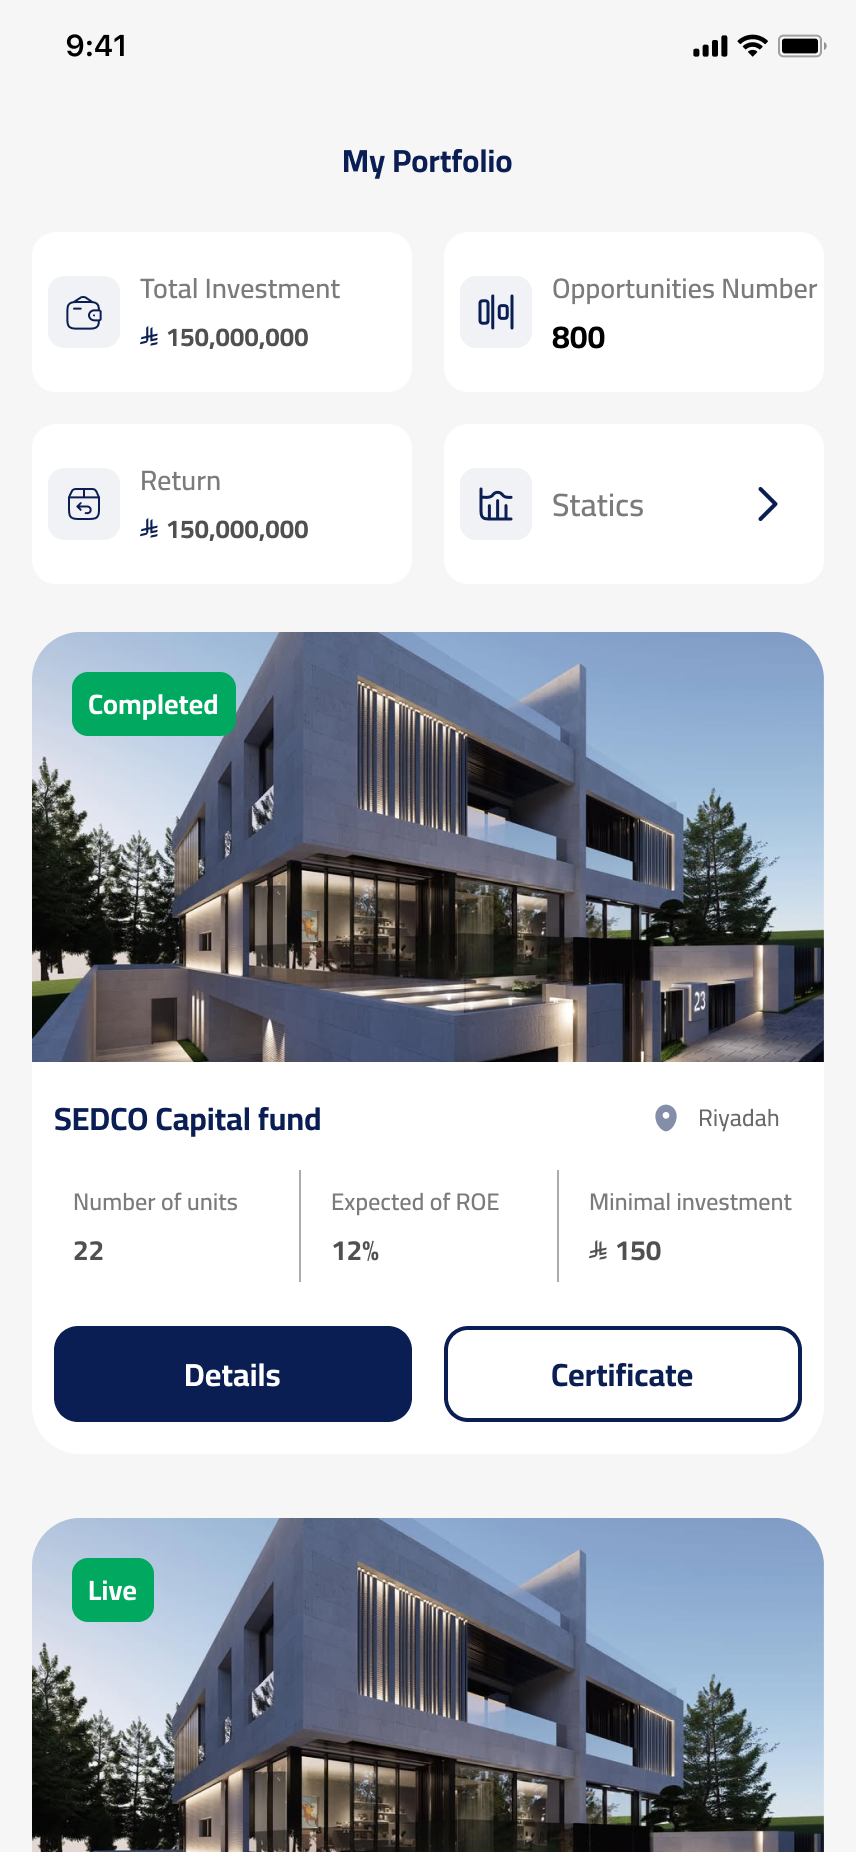 9:41
My Portfolio
Total Investment
150,000,000
Opportunities Number
800
Return
150,000,000
Statics
Completed
23
SEDCO Capital fund
Riyadah
Number of units
22
Expected of ROE
12%
Minimal investment
150
Details
Certificate
Live